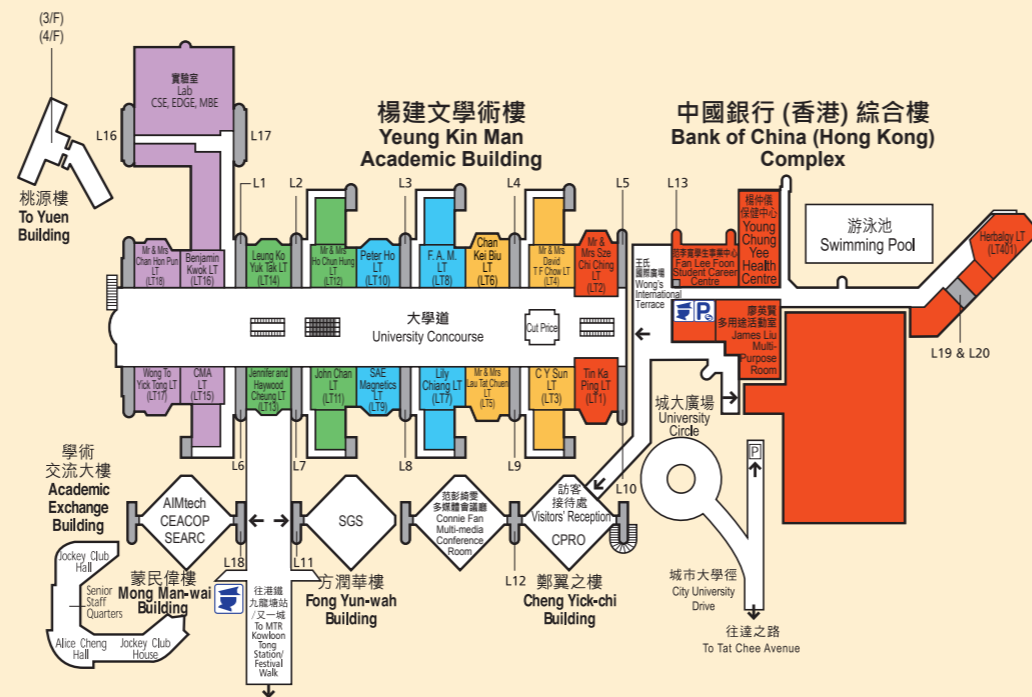 (3/F)
(4/F)
桃源樓
To Yuen
Building
實驗室
Lab
CSE, EDGE, MBE
L16
L17
楊建文學術樓
Yeung Kin Man
Academic Building
中國銀行 (香港) 綜合樓
Bank of China (Hong Kong)
Complex
L1
L2
L3
L4
L5
L13
Mr & Mrs
Chan Hon Pun
LT
(LT18)
Benjamin
Kwok LT
(LT16)
Leung Ko
Yuk Tak LT
(LT14)
Mr & Mrs
Ho Chun Hung
LT
(LT12)
Peter Ho
LT
(LT10)
F. A. M.
LT
(LT8)
Chan
Kei Biu
LT
(LT6)
Mr & Mrs
David
T F Chow LT
(LT4)
Mr &
Mrs Sze
Chi Ching
LT
(LT2)
王氏
國際廣場
Wong's
International
Terrace
范李嵩學生事業中心
Fan Lee Foon
Student Career
Centre
楊仲儀
保健中心
Young
Chung
Yee
Health
Centre
游泳池
Swimming Pool
Herbalgy LT
(LT401)
L19 & L20
大學道
University Concourse
Cut Price
P
廖英賢
多用途活動室
James Liu
Multi-
Purpose
Room
Wong To
Yick Tong LT
(LT17)
CMA
LT
(LT15)
Jennifer and
Haywood
Cheung LT
(LT13)
John Chan
LT
(LT11)
SAE
Magnetics
LT
(LT9)
Lily
Chiang LT
(LT7)
Mr & Mrs
Lau Tat Chuen
LT
(LT5)
C Y Sun
LT
(LT3)
Tin Ka
Ping LT
(LT1)
城大廣場
University
Circle
L6
L7
L8
L9
L10
學術
交流大樓
Academic
Exchange
Building
AIMtech
CEACOP
SEARC
SGS
范彭綺雯
多媒體會議廳
Connie Fan
Multi-media
Conference
Room
訪客
接待處
Visitors' Reception
CPRO
P
L18
L11
L12
Jockey Club
Hall
Senior
Staff
Quarters
Alice Cheng
Hall
Jockey Club
House
蒙民偉樓
Mong Man-wai
Building
往港鐵
九龍塘站
/又一城
To MTR
Kowloon
Tong
Station/
Festival
Walk
方潤華樓
Fong Yun-wah
Building
鄭翼之樓
Cheng Yick-chi
Building
城市大學徑
City University
Drive
往達之路
To Tat Chee Avenue